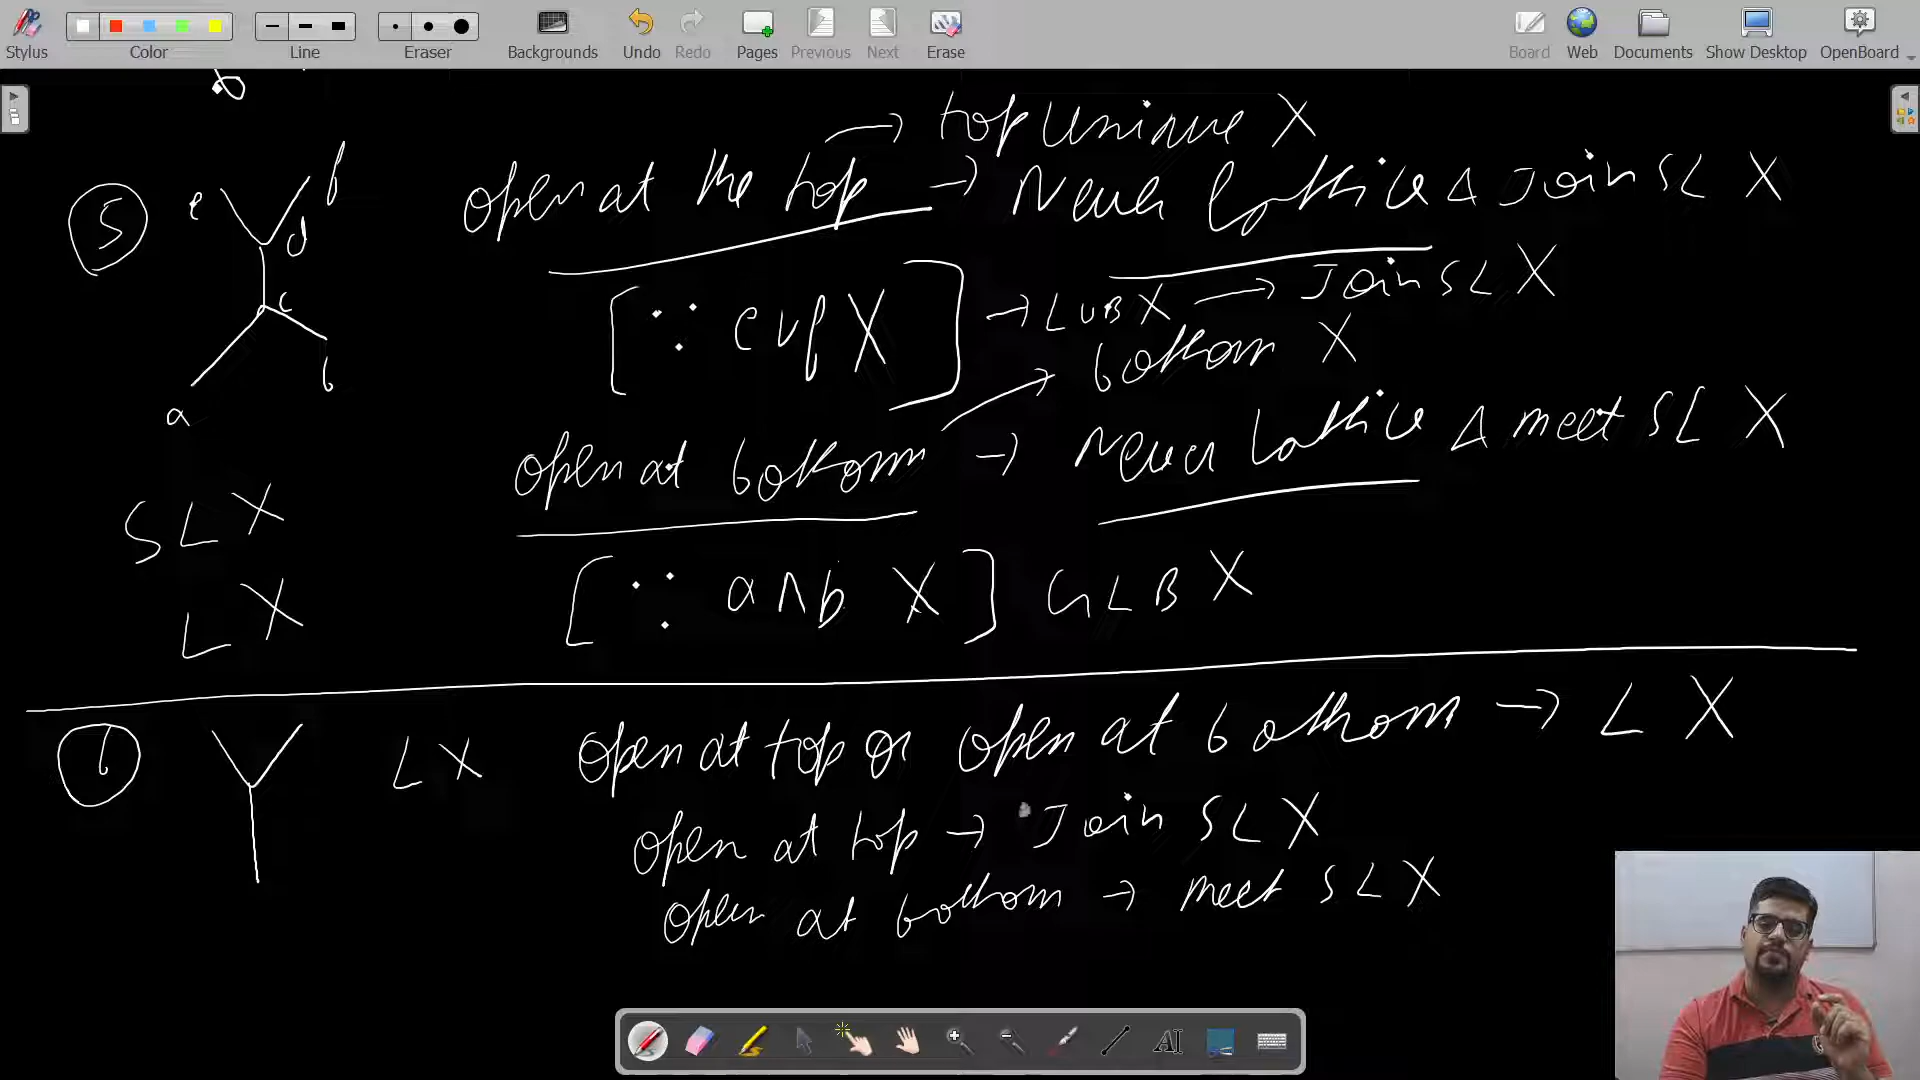 Stylus Color Line Eraser Backgrounds Undo Redo Pages Previous Next Erase Board Web Documents Show Desktop OpenBoard
b
→ top unique X
5 e f d c a b
open at the top → Never Lattice Δ Join SL X
[∵ e v f X] → LUB X → Join SL X
bottom X
open at bottom → Never Lattice Δ meet SL X
SL X
[∵ a ∧ b X] GLB X
L X
6 L X open at top or open at bottom → L X
open at top → Join SL X
open at bottom → meet SL X